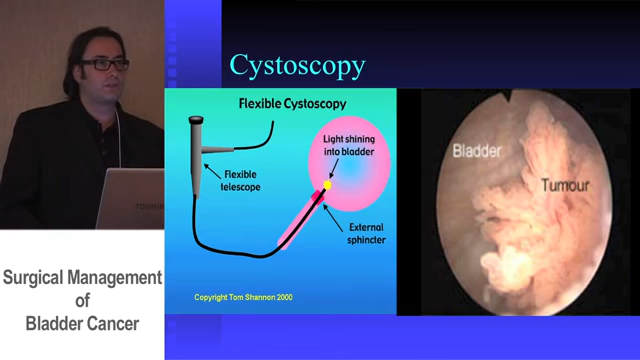 Cystoscopy
Flexible Cystoscopy
Light shining
into bladder
Flexible
telescope
External
sphincter
Copyright Tom Shannon 2000
Bladder
Tumour
TOSHIBA
Surgical Management
of
Bladder Cancer